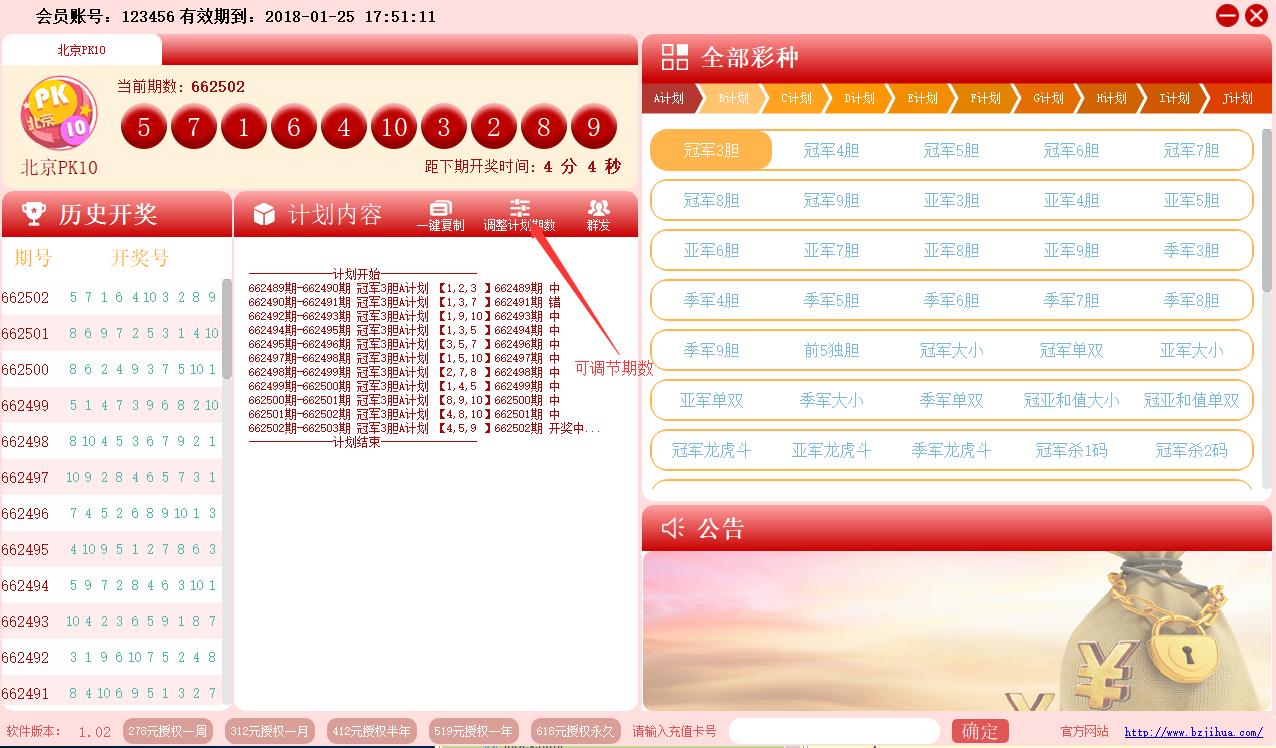 会员账号：123456 有效期到：2018-01-25 17:51:11
北京PK10
当前期数：662502
PK
北京
10
5 7 1 6 4 10 3 2 8 9
北京PK10
距下期开奖时间：4 分 4 秒
历史开奖
期号 开奖号
662502 5 7 1 6 4 10 3 2 8 9
662501 8 6 9 7 2 5 3 1 4 10
662500 8 6 2 4 9 3 7 5 10 1
662499 5 1 4 7 3 9 6 8 2 10
662498 8 10 4 5 3 6 7 9 2 1
662497 10 9 2 8 4 6 5 7 3 1
662496 7 4 5 2 6 8 9 10 1 3
662495 4 10 9 5 1 2 7 8 6 3
662494 5 9 7 2 8 4 6 3 10 1
662493 10 4 2 3 6 5 9 1 8 7
662492 3 1 9 6 10 7 5 2 4 8
662491 8 4 10 6 9 5 1 3 2 7
计划内容
一键复制 调整计划期数 群发
计划开始
662489期—662490期 冠军3胆A计划 【1,2,3 】662489期 中
662490期—662491期 冠军3胆A计划 【1,3,7 】662491期 错
662492期—662493期 冠军3胆A计划 【1,9,10】662493期 中
662494期—662495期 冠军3胆A计划 【1,3,5 】662494期 中
662495期—662496期 冠军3胆A计划 【3,5,7 】662496期 中
662497期—662498期 冠军3胆A计划 【1,5,10】662497期 中
662498期—662499期 冠军3胆A计划 【2,7,8 】662498期 中
662499期—662500期 冠军3胆A计划 【1,4,5 】662499期 中
662500期—662501期 冠军3胆A计划 【8,9,10】662500期 中
662501期—662502期 冠军3胆A计划 【4,8,10】662501期 中
662502期—662503期 冠军3胆A计划 【4,5,9 】662502期 开奖中...
计划结束
可调节期数
全部彩种
A计划 B计划 C计划 D计划 E计划 F计划 G计划 H计划 I计划 J计划
冠军3胆 冠军4胆 冠军5胆 冠军6胆 冠军7胆
冠军8胆 冠军9胆 亚军3胆 亚军4胆 亚军5胆
亚军6胆 亚军7胆 亚军8胆 亚军9胆 季军3胆
季军4胆 季军5胆 季军6胆 季军7胆 季军8胆
季军9胆 前5独胆 冠军大小 冠军单双 亚军大小
亚军单双 季军大小 季军单双 冠亚和值大小 冠亚和值单双
冠军龙虎斗 亚军龙虎斗 季军龙虎斗 冠军杀1码 冠军杀2码
公告
软件版本： 1.02 278元授权一周 312元授权一月 412元授权半年 519元授权一年 618元授权永久 请输入充值卡号 确定 官方网站 http://www.bzjihua.com/